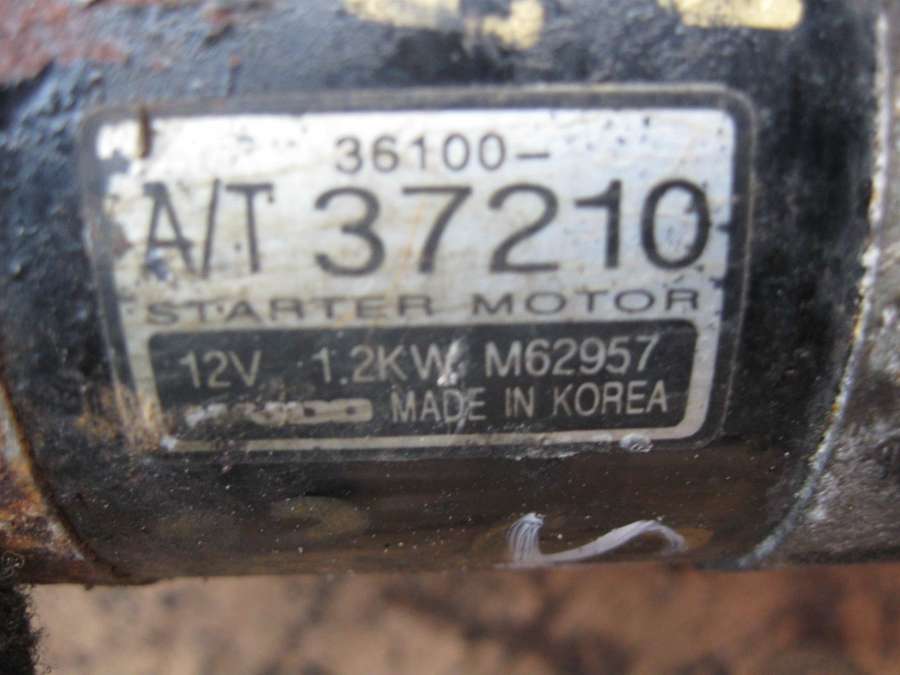 36100-
A/T 37210
STARTER MOTOR
12V 1.2KW M62957
MADE IN KOREA